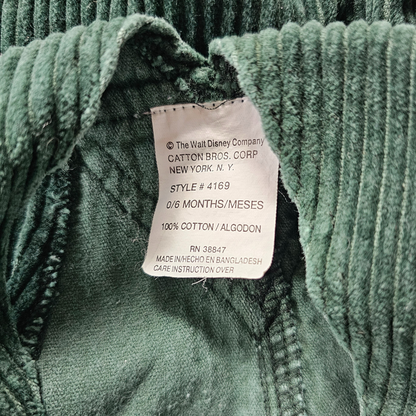 © The Walt Disney Company
CATTON BROS. CORP
NEW YORK. N. Y.
STYLE # 4169
0/6 MONTHS/MESES
100% COTTON / ALGODON
RN 38847
MADE IN/HECHO EN BANGLADESH
CARE INSTRUCTION OVER